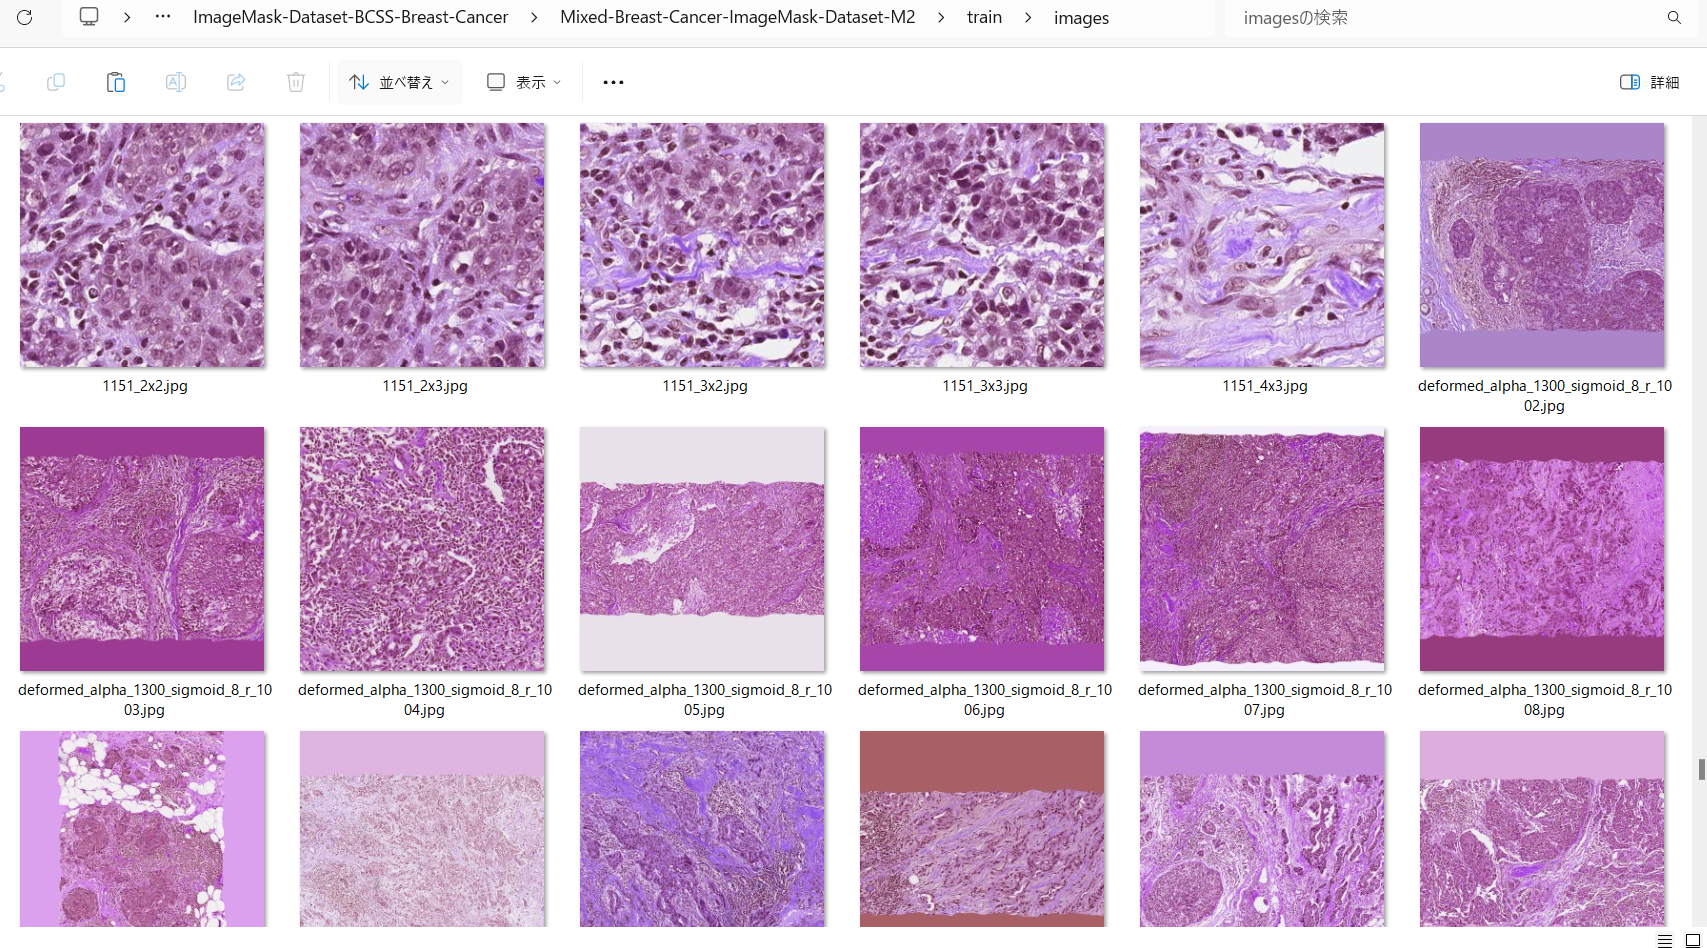 ImageMask-Dataset-BCSS-Breast-Cancer > Mixed-Breast-Cancer-ImageMask-Dataset-M2 > train > images
imagesの検索
並べ替え
表示
詳細
1151_2x2.jpg
1151_2x3.jpg
1151_3x2.jpg
1151_3x3.jpg
1151_4x3.jpg
deformed_alpha_1300_sigmoid_8_r_10
02.jpg
deformed_alpha_1300_sigmoid_8_r_10
03.jpg
deformed_alpha_1300_sigmoid_8_r_10
04.jpg
deformed_alpha_1300_sigmoid_8_r_10
05.jpg
deformed_alpha_1300_sigmoid_8_r_10
06.jpg
deformed_alpha_1300_sigmoid_8_r_10
07.jpg
deformed_alpha_1300_sigmoid_8_r_10
08.jpg